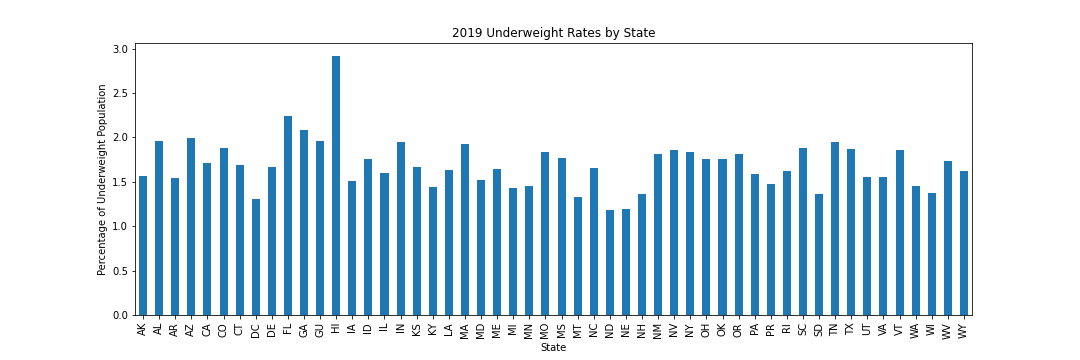 2019 Underweight Rates by State
Percentage of Underweight Population
3.0
2.5
2.0
1.5
1.0
0.5
0.0
AK AL AR AZ CA CO CT DC DE FL GA GU HI IA ID IL IN KS KY LA MA MD ME MI MN MO MS MT NC ND NE NH NM NV NY OH OK OR PA PR RI SC SD TN TX UT VA VT WA WI WV WY
State